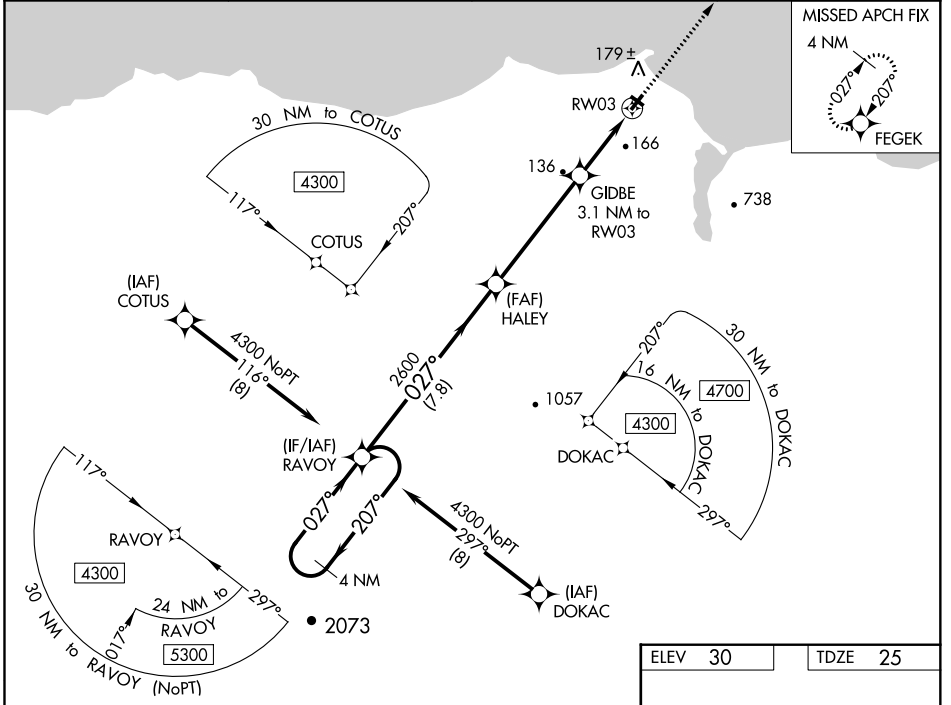 MISSED APCH FIX
4 NM
027°
207°
FEGEK
179 ±
RW03
166
136
GIDBE
3.1 NM to
RW03
738
30 NM to COTUS
4300
117°
207°
COTUS
(IAF)
COTUS
4300 NoPT
116°
(8)
(FAF)
HALEY
2600
027°
(7.8)
207°
30 NM to DOKAC
16 NM to DOKAC
4700
4300
DOKAC
297°
1057
(IF/IAF)
RAVOY
027°
207°
4 NM
4300 NoPT
297°
(8)
(IAF)
DOKAC
117°
RAVOY
4300
297°
24 NM to
RAVOY
017°
5300
30 NM to RAVOY (NoPT)
2073
ELEV 30
TDZE 25